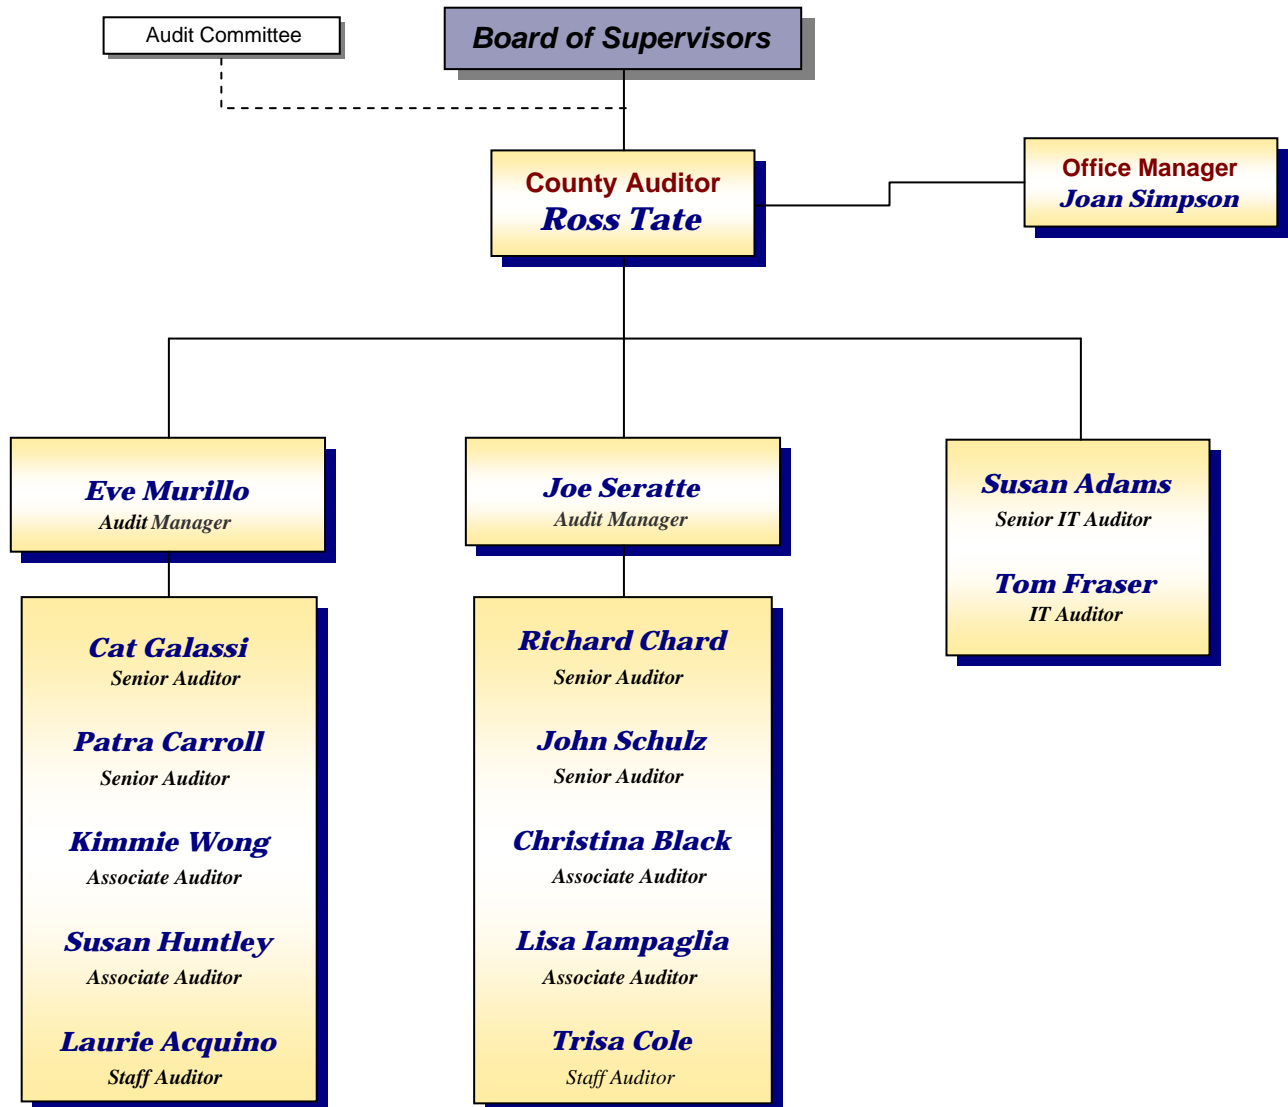 Audit Committee
Board of Supervisors
County Auditor
Ross Tate
Office Manager
Joan Simpson
Eve Murillo
Audit Manager
Joe Seratte
Audit Manager
Susan Adams
Senior IT Auditor
Tom Fraser
IT Auditor
Cat Galassi
Senior Auditor
Patra Carroll
Senior Auditor
Kimmie Wong
Associate Auditor
Susan Huntley
Associate Auditor
Laurie Acquino
Staff Auditor
Richard Chard
Senior Auditor
John Schulz
Senior Auditor
Christina Black
Associate Auditor
Lisa Iampaglia
Associate Auditor
Trisa Cole
Staff Auditor